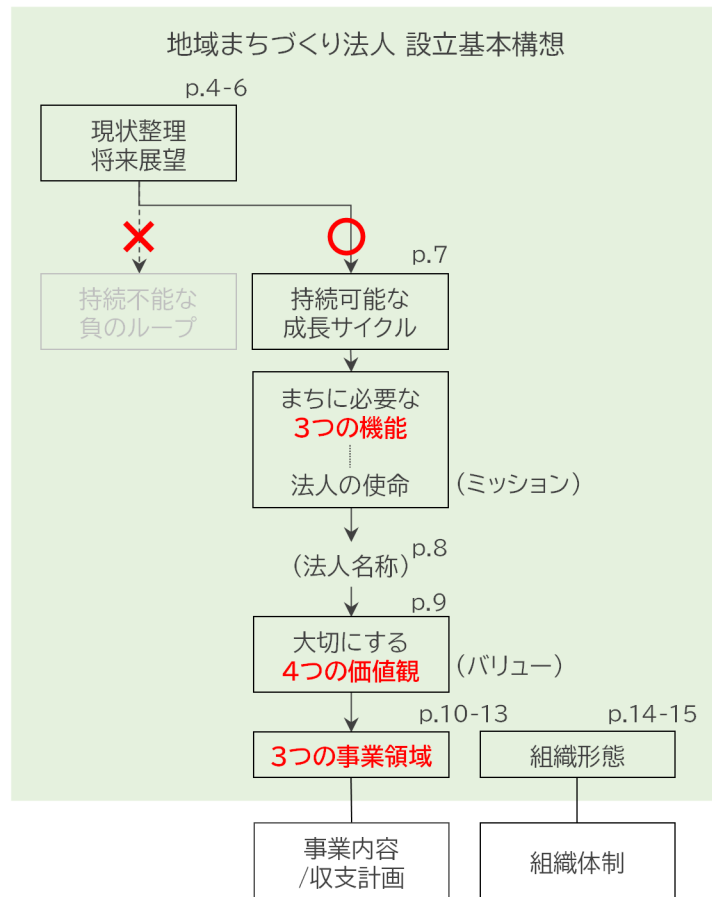 地域まちづくり法人 設立基本構想
p.4-6
現状整理
将来展望
p.7
持続不能な
負のループ
持続可能な
成長サイクル
まちに必要な
3つの機能
法人の使命
(ミッション)
p.8
(法人名称)
p.9
大切にする
4つの価値観
(バリュー)
p.10-13
p.14-15
3つの事業領域
組織形態
事業内容
/収支計画
組織体制